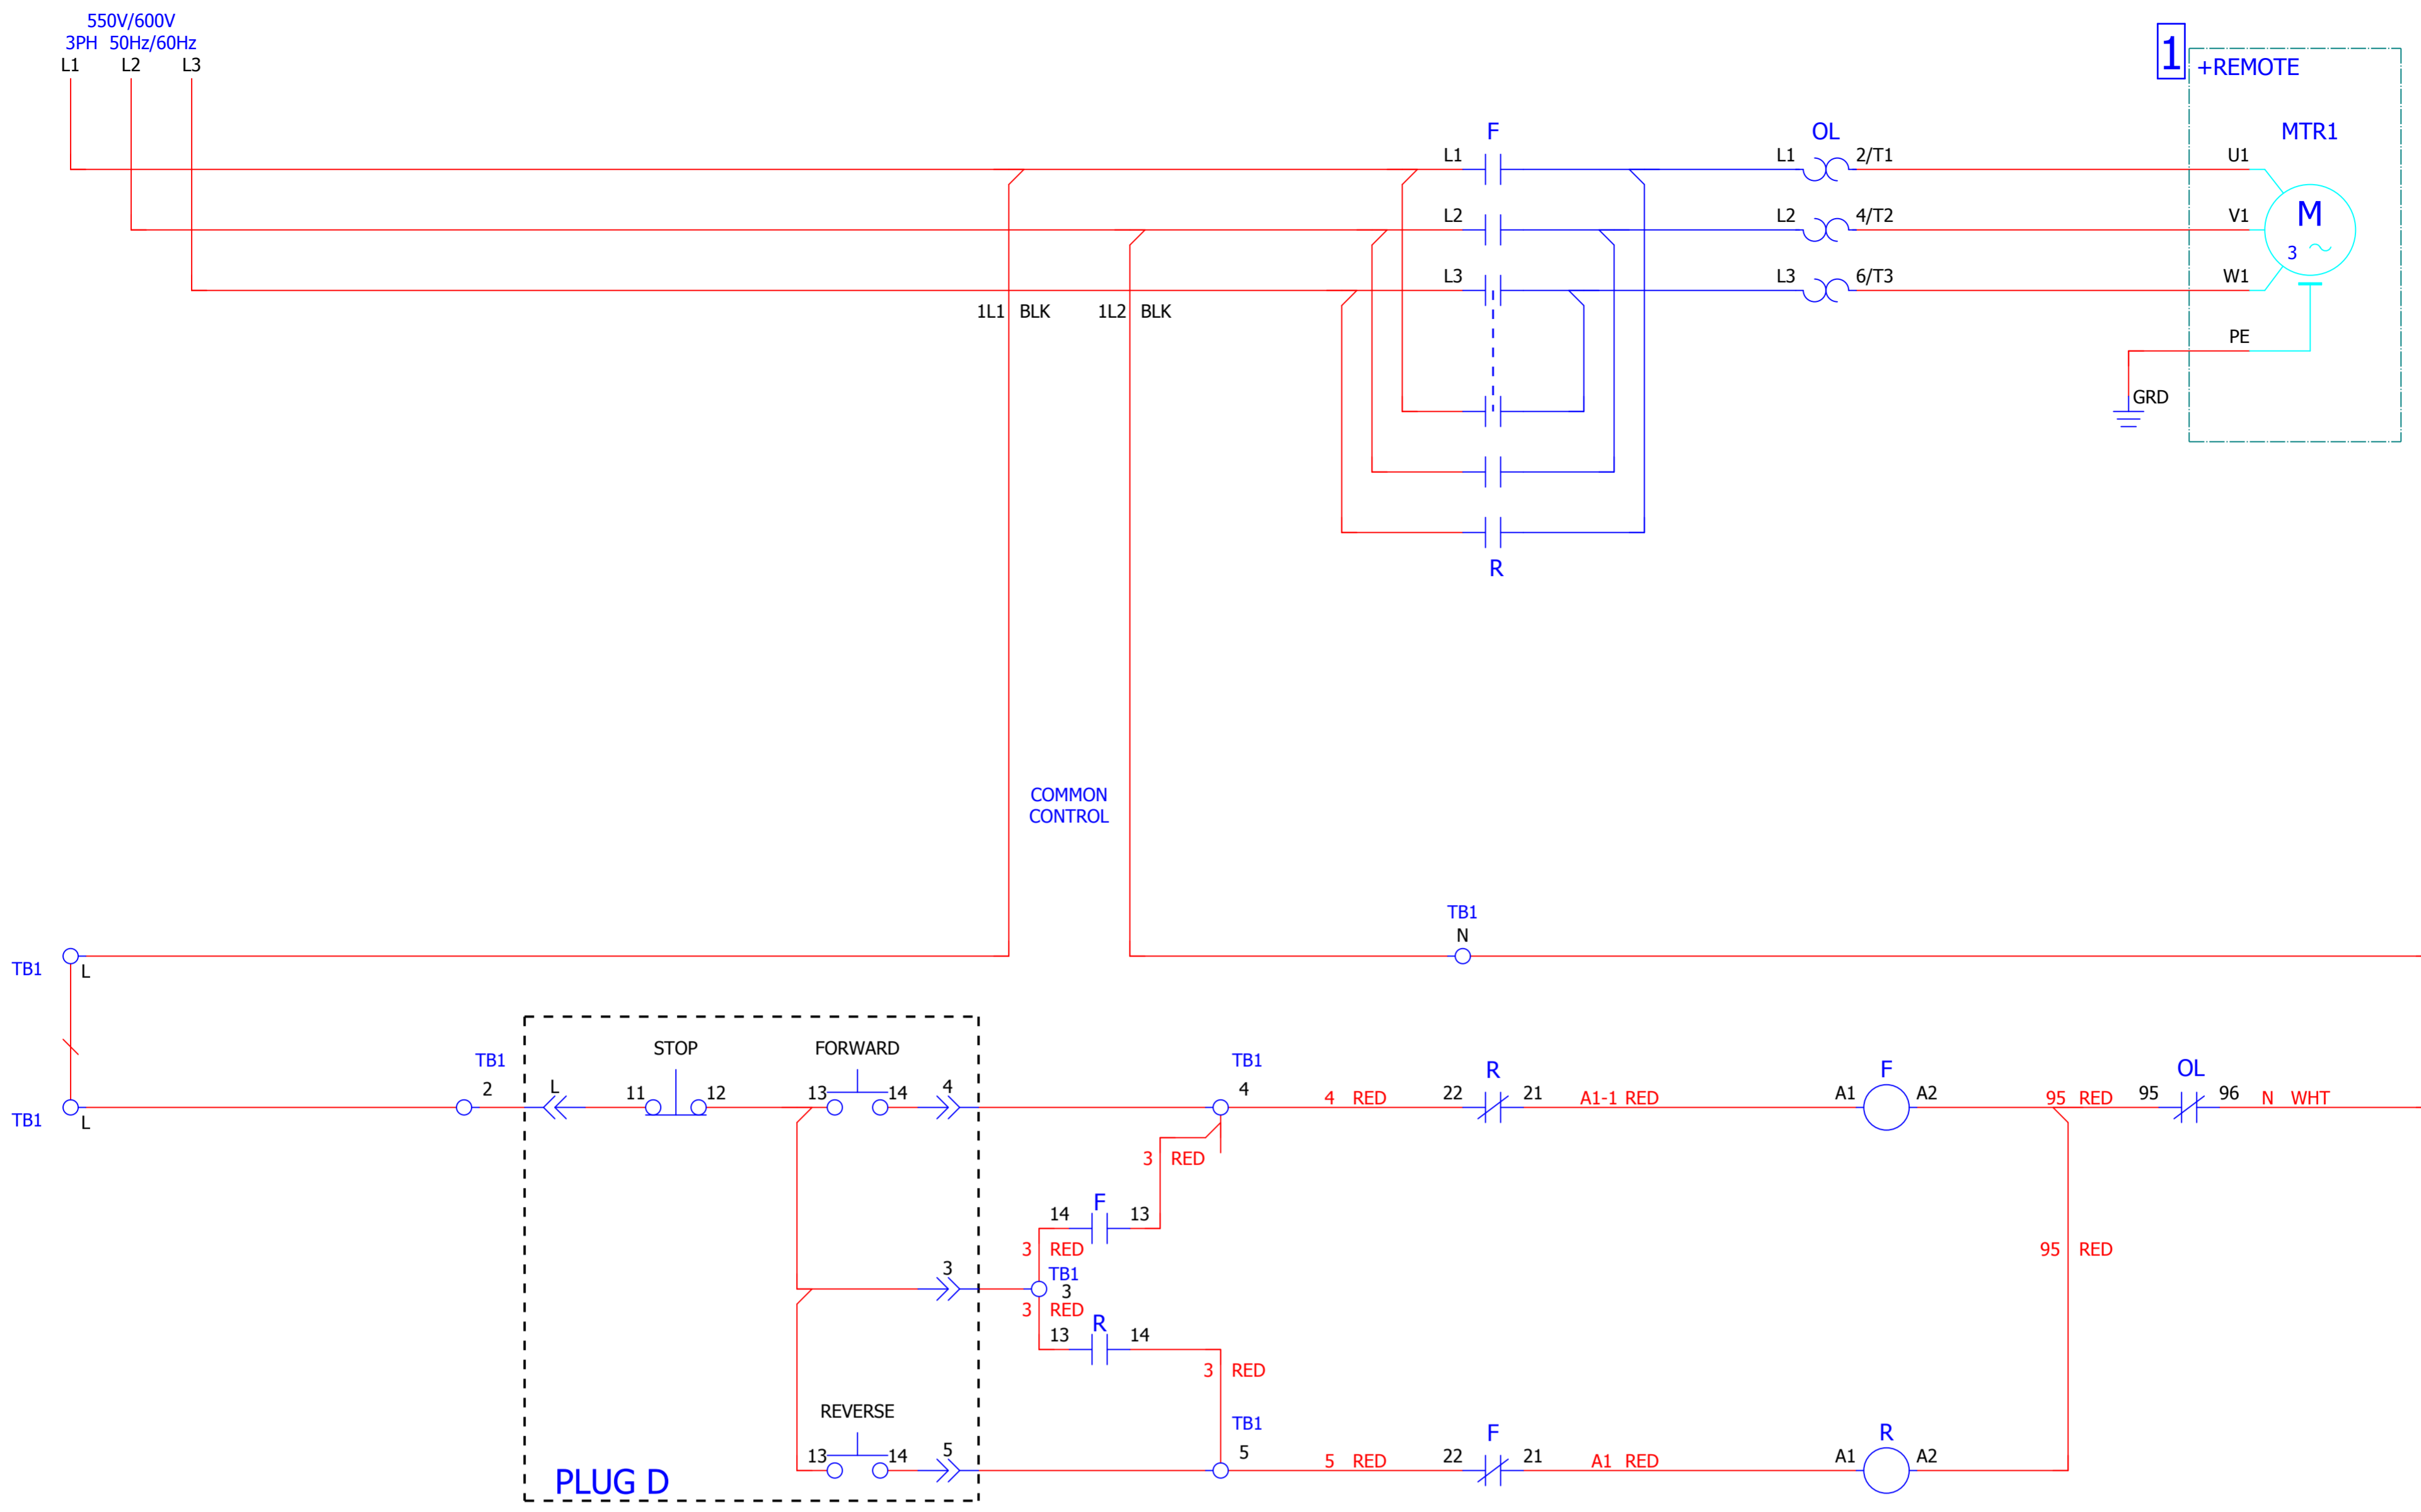 550V/600V
3PH 50Hz/60Hz
L1 L2 L3
1
+REMOTE
F OL MTR1
L1 L1 2/T1 U1
L2 L2 4/T2 V1
M
3
L3 L3 6/T3 W1
1L1 BLK 1L2 BLK
PE
GRD
R
COMMON
CONTROL
TB1
N
TB1 L
STOP FORWARD
TB1 TB1 R F OL
2 L 11 12 13 14 4 4
4 RED 22 21 A1-1 RED A1 A2 95 RED 95 96 N WHT
TB1 L
3 RED
F
14 13
3 RED
95 RED
3 TB1
3
3 RED
R
13 14
3 RED
REVERSE
TB1 F R
13 14 5 5
5 RED 22 21 A1 RED A1 A2
PLUG D